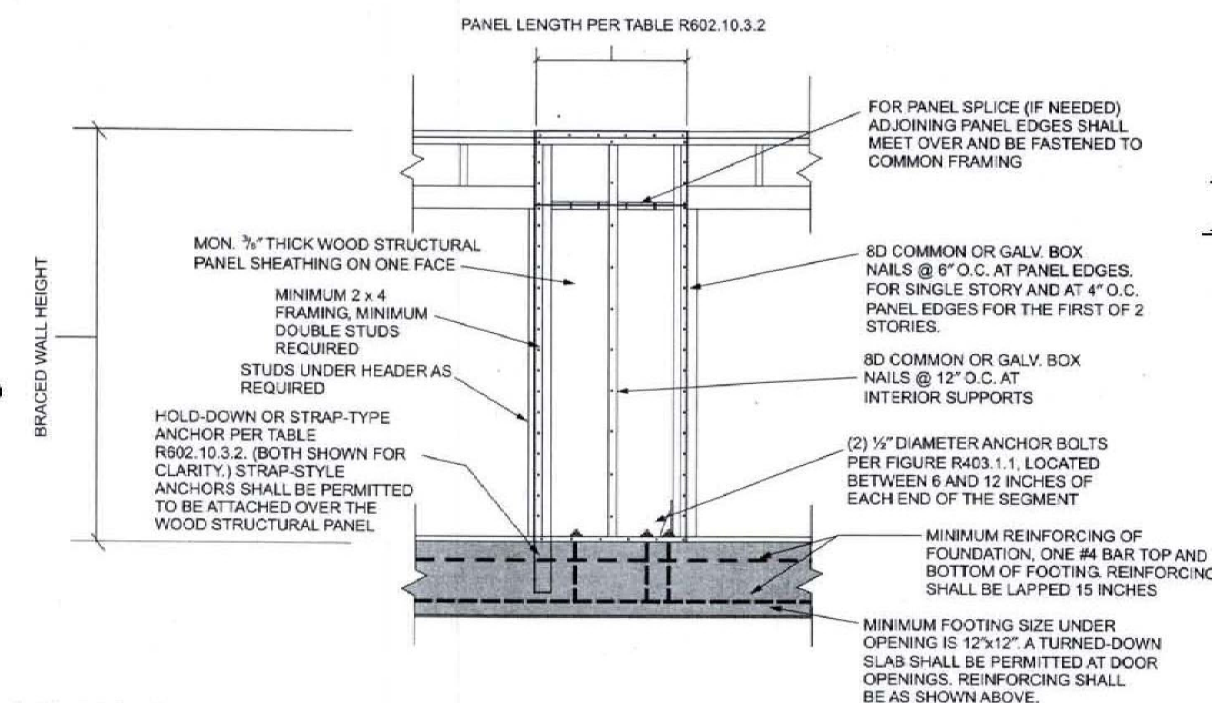 PANEL LENGTH PER TABLE R602.10.3.2
FOR PANEL SPLICE (IF NEEDED)
ADJOINING PANEL EDGES SHALL
MEET OVER AND BE FASTENED TO
COMMON FRAMING
MON. 3/8" THICK WOOD STRUCTURAL
PANEL SHEATHING ON ONE FACE
8D COMMON OR GALV. BOX
NAILS @ 6" O.C. AT PANEL EDGES.
FOR SINGLE STORY AND AT 4" O.C.
PANEL EDGES FOR THE FIRST OF 2
STORIES.
MINIMUM 2 x 4
FRAMING, MINIMUM
DOUBLE STUDS
REQUIRED
BRACED WALL HEIGHT
STUDS UNDER HEADER AS
REQUIRED
8D COMMON OR GALV. BOX
NAILS @ 12" O.C. AT
INTERIOR SUPPORTS
HOLD-DOWN OR STRAP-TYPE
ANCHOR PER TABLE
R602.10.3.2. (BOTH SHOWN FOR
CLARITY.) STRAP-STYLE
ANCHORS SHALL BE PERMITTED
TO BE ATTACHED OVER THE
WOOD STRUCTURAL PANEL
(2) ½" DIAMETER ANCHOR BOLTS
PER FIGURE R403.1.1, LOCATED
BETWEEN 6 AND 12 INCHES OF
EACH END OF THE SEGMENT
MINIMUM REINFORCING OF
FOUNDATION, ONE #4 BAR TOP AND
BOTTOM OF FOOTING. REINFORCING
SHALL BE LAPPED 15 INCHES
MINIMUM FOOTING SIZE UNDER
OPENING IS 12"x12". A TURNED-DOWN
SLAB SHALL BE PERMITTED AT DOOR
OPENINGS. REINFORCING SHALL
BE AS SHOWN ABOVE.